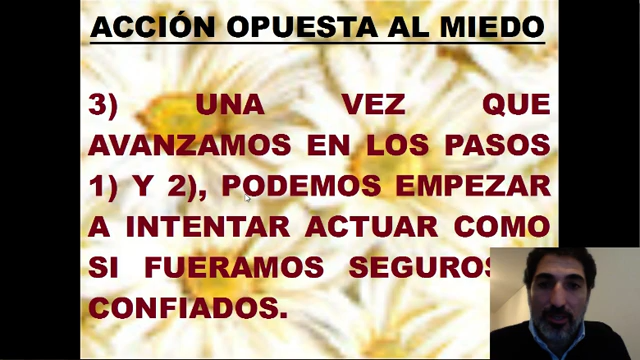 ACCIÓN OPUESTA AL MIEDO
3) UNA VEZ QUE
AVANZAMOS EN LOS PASOS
1) Y 2), PODEMOS EMPEZAR
A INTENTAR ACTUAR COMO
SI FUERAMOS SEGUROS
CONFIADOS.